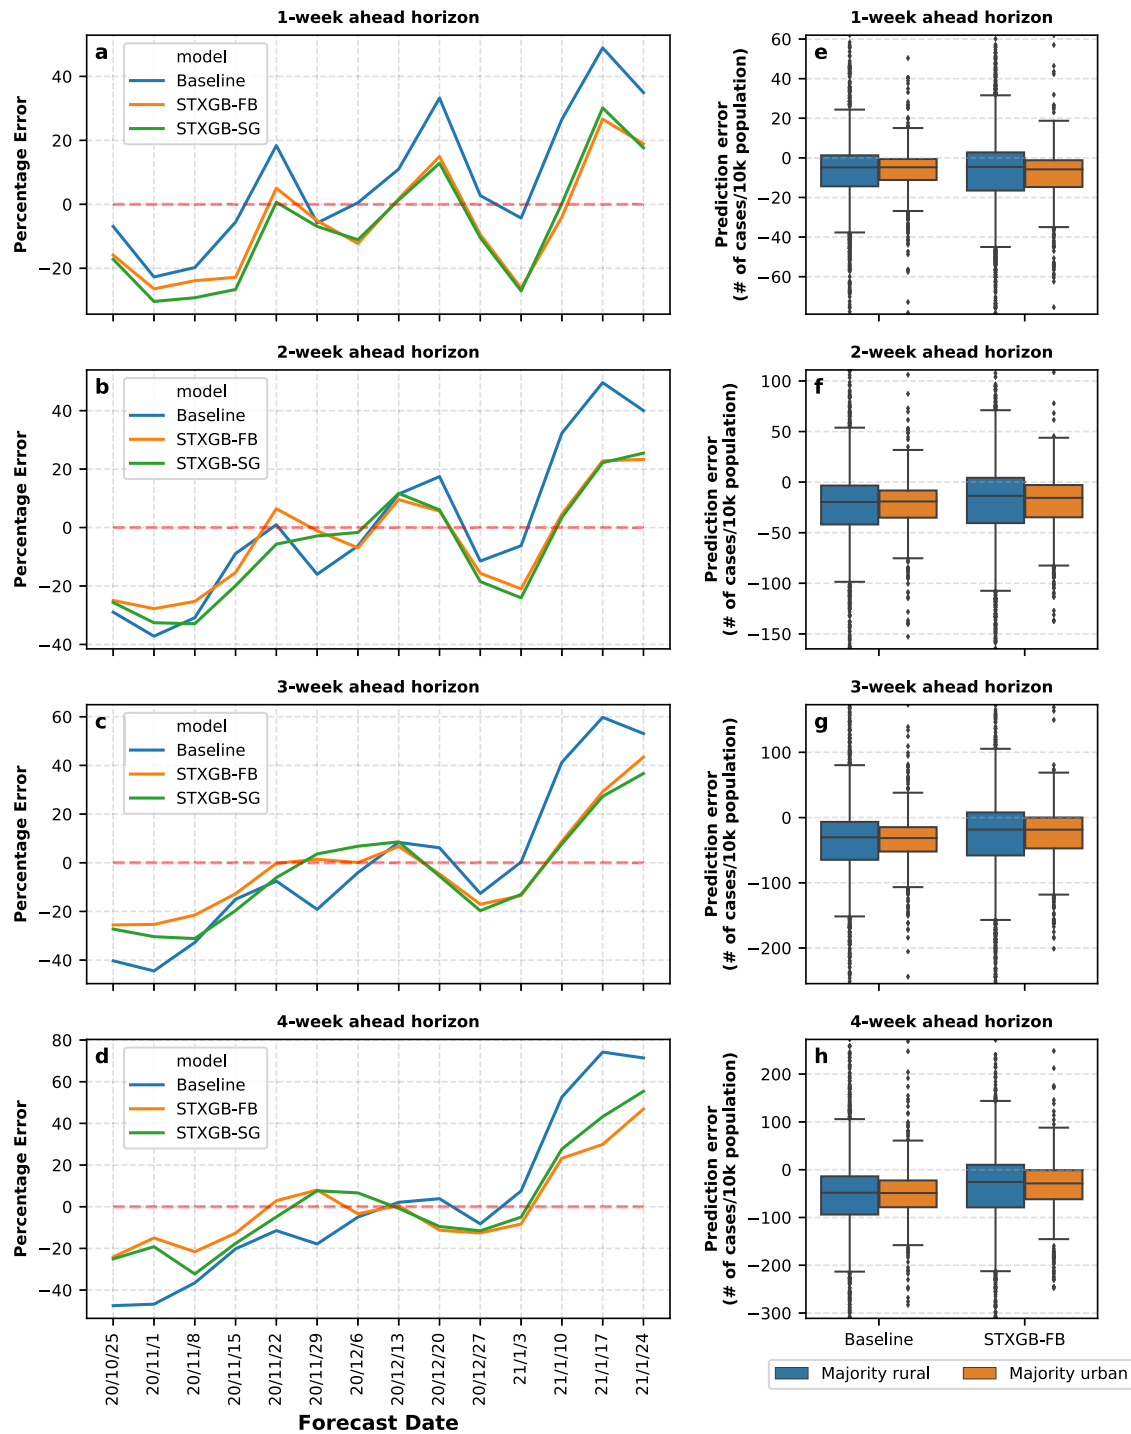 1-week ahead horizon
a
model
Baseline
STXGB-FB
STXGB-SG
40
20
0
−20
Percentage Error
1-week ahead horizon
e
60
40
20
0
−20
−40
−60
Prediction error
(# of cases/10k population)
2-week ahead horizon
b
model
Baseline
STXGB-FB
STXGB-SG
40
20
0
−20
−40
Percentage Error
2-week ahead horizon
f
100
50
0
−50
−100
−150
Prediction error
(# of cases/10k population)
3-week ahead horizon
c
model
Baseline
STXGB-FB
STXGB-SG
60
40
20
0
−20
−40
Percentage Error
3-week ahead horizon
g
100
0
−100
−200
Prediction error
(# of cases/10k population)
4-week ahead horizon
d
model
Baseline
STXGB-FB
STXGB-SG
80
60
40
20
0
−20
−40
Percentage Error
20/10/25
20/11/1
20/11/8
20/11/15
20/11/22
20/11/29
20/12/6
20/12/13
20/12/20
20/12/27
21/1/3
21/1/10
21/1/17
21/1/24
Forecast Date
4-week ahead horizon
h
200
100
0
−100
−200
−300
Prediction error
(# of cases/10k population)
Baseline
STXGB-FB
Majority rural
Majority urban